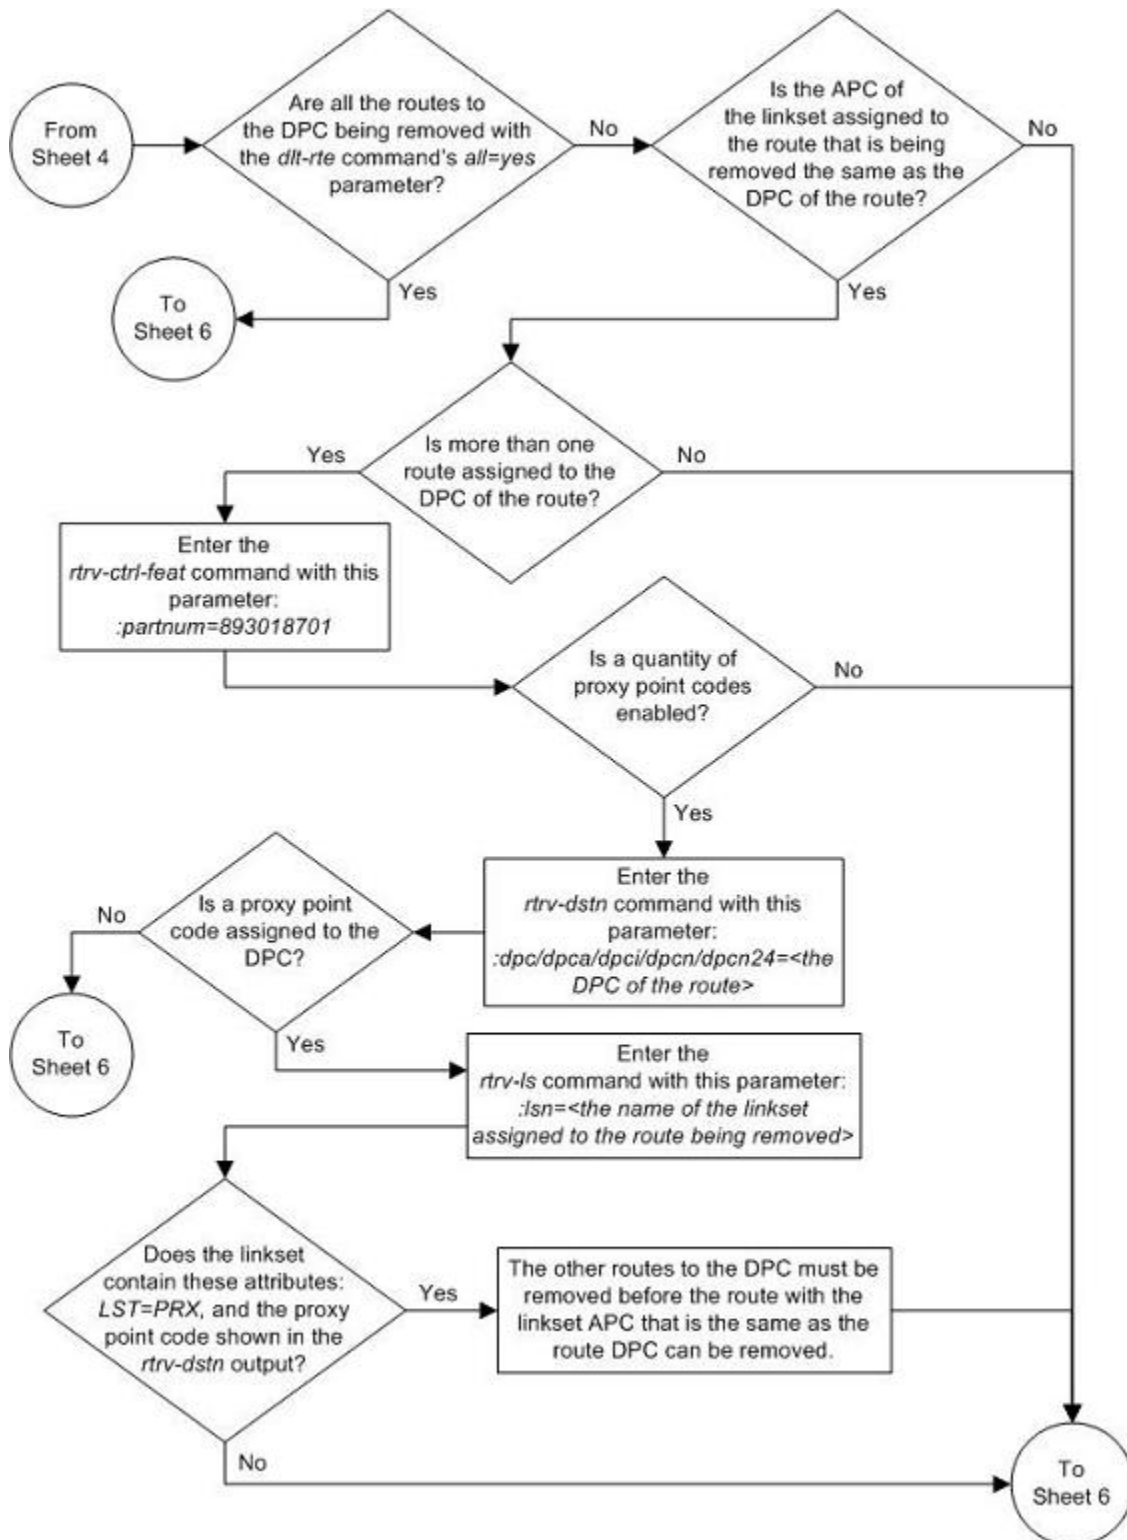 From
Sheet 4
Are all the routes to
the DPC being removed with
the dlt-rte command's all=yes
parameter?
No
Is the APC of
the linkset assigned to
the route that is being
removed the same as the
DPC of the route?
No
Yes
To
Sheet 6
Yes
Is more than one
route assigned to the
DPC of the route?
Yes
No
Enter the
rtrv-ctrl-feat command with this
parameter:
:partnum=893018701
Is a quantity of
proxy point codes
enabled?
No
Yes
Enter the
rtrv-dstn command with this
parameter:
:dpc/dpca/dpci/dpcn/dpcn24=<the
DPC of the route>
Is a proxy point
code assigned to the
DPC?
No
To
Sheet 6
Yes
Enter the
rtrv-ls command with this parameter:
:lsn=<the name of the linkset
assigned to the route being removed>
Does the linkset
contain these attributes:
LST=PRX, and the proxy
point code shown in the
rtrv-dstn output?
Yes
The other routes to the DPC must be
removed before the route with the
linkset APC that is the same as the
route DPC can be removed.
No
To
Sheet 6